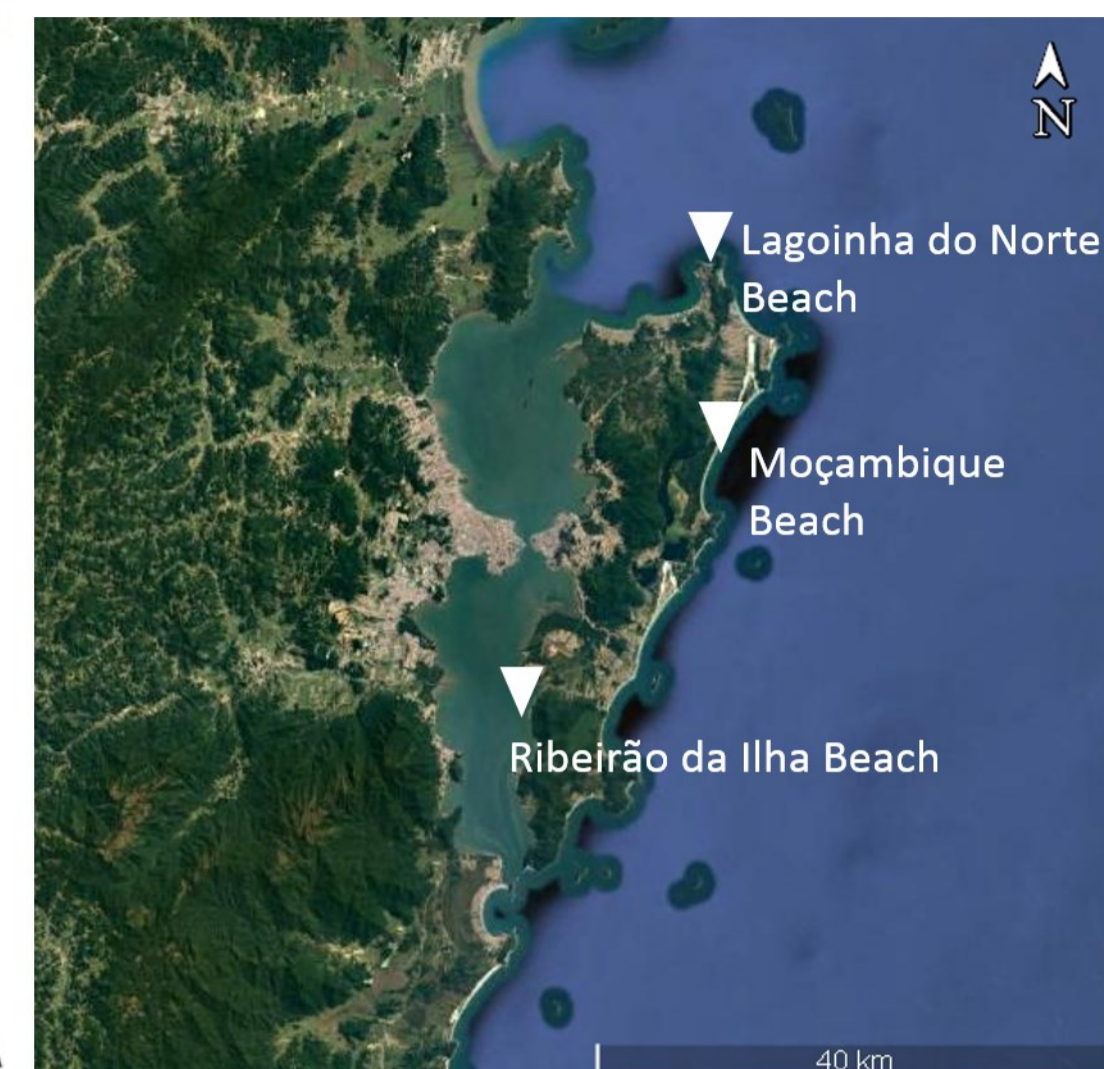 N
Lagoinha do Norte
Beach
Moçambique
Beach
Ribeirão da Ilha Beach
40 km